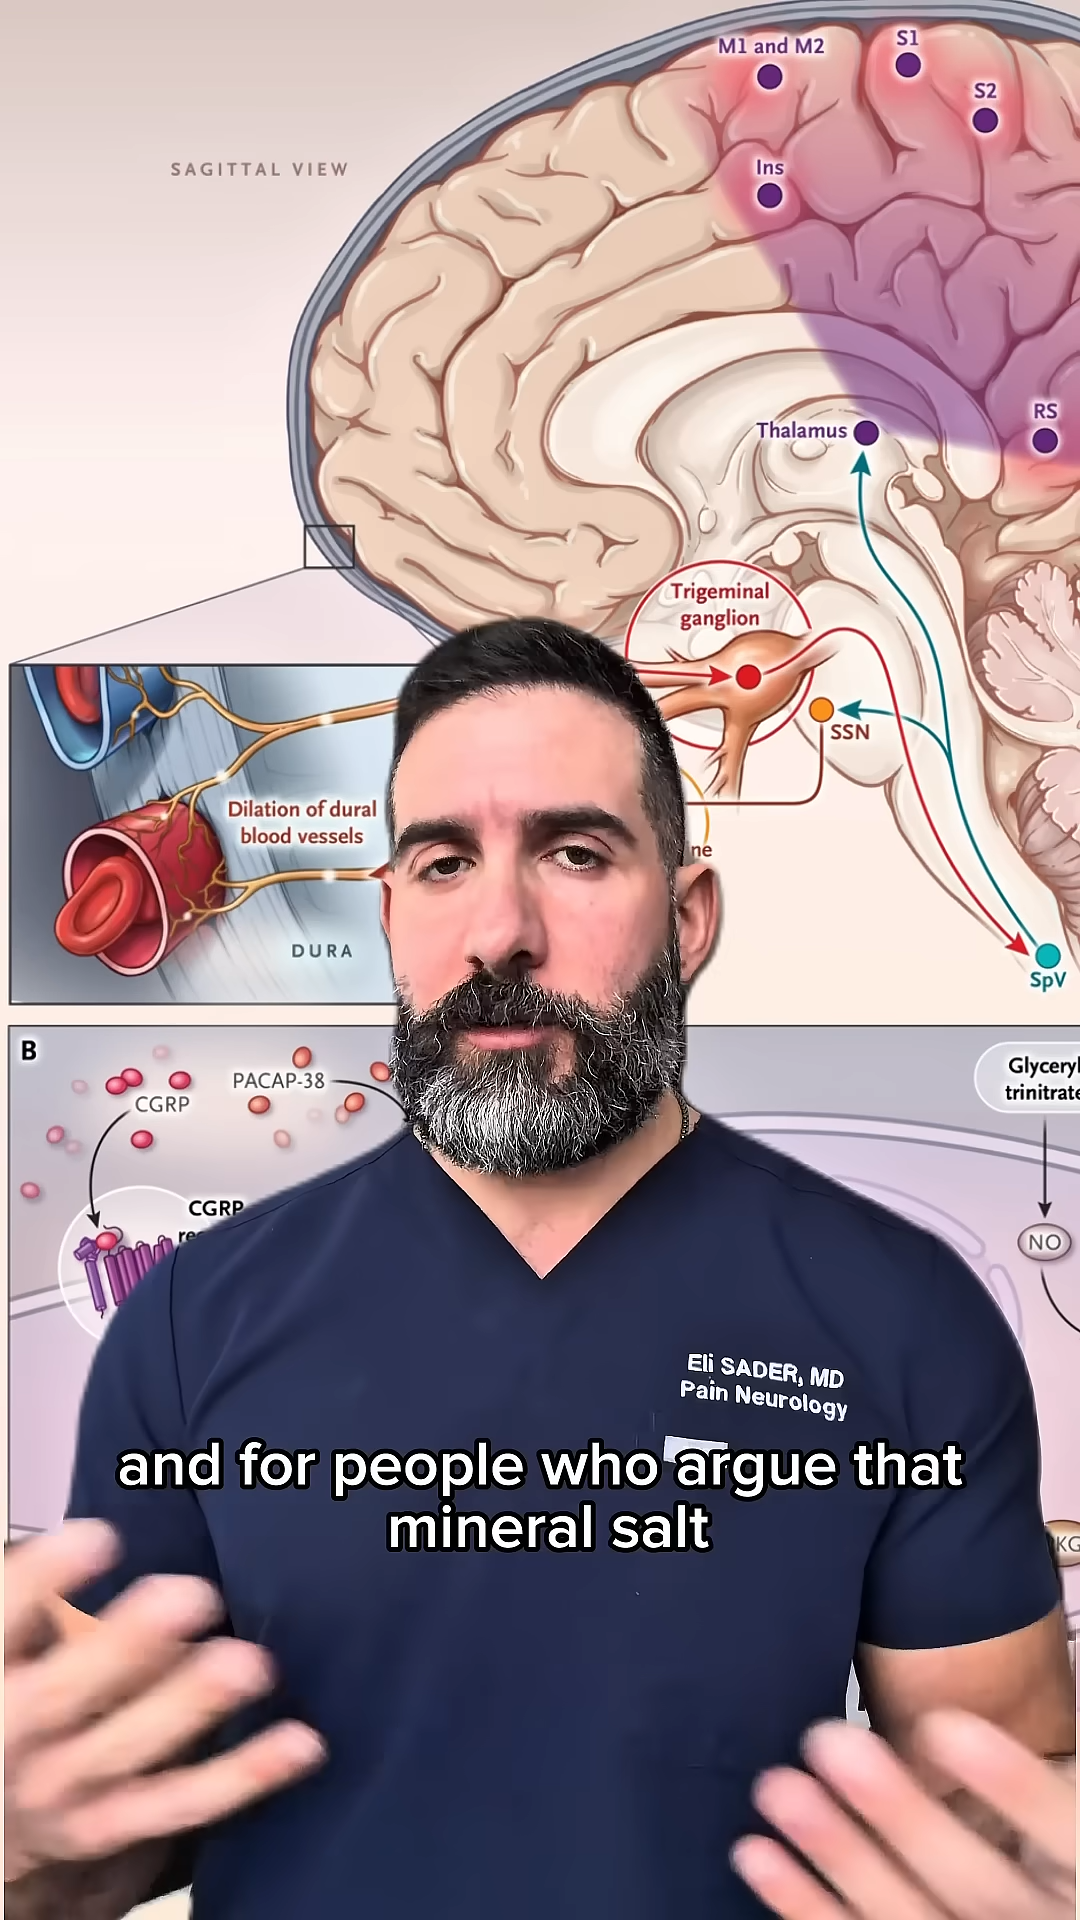 M1 and M2
S1
S2
SAGITTAL VIEW
Ins
RS
Thalamus
Trigeminal
ganglion
SSN
Dilation of dural
blood vessels
ne
DURA
SpV
B
PACAP-38
CGRP
Glyceryl
trinitrate
CGRP
NO
Eli SADER, MD
Pain Neurology
and for people who argue that
mineral salt
KG